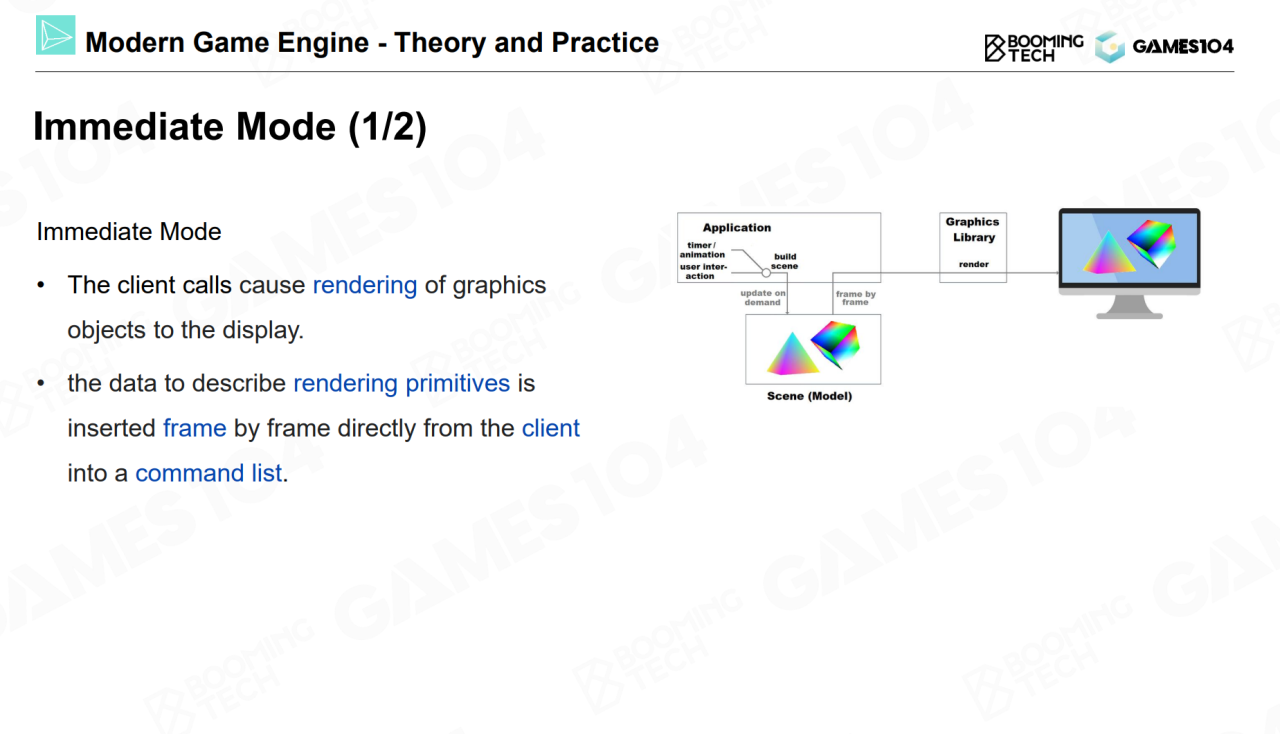 Modern Game Engine - Theory and Practice
BOOMING
TECH
GAMES104
Immediate Mode (1/2)
Immediate Mode
• The client calls cause rendering of graphics
objects to the display.
• the data to describe rendering primitives is
inserted frame by frame directly from the client
into a command list.
Application
timer/
animation
user inter-
action
build
scene
Graphics
Library
render
update on
demand
frame by
frame
Scene (Model)